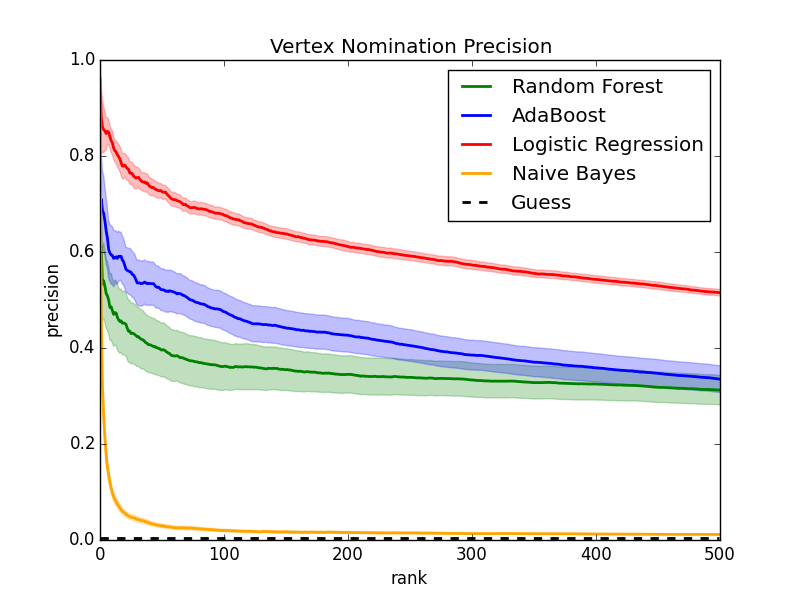 Vertex Nomination Precision
1.0
0.8
0.6
0.4
0.2
0.0
precision
Random Forest
AdaBoost
Logistic Regression
Naive Bayes
Guess
0 100 200 300 400 500
rank